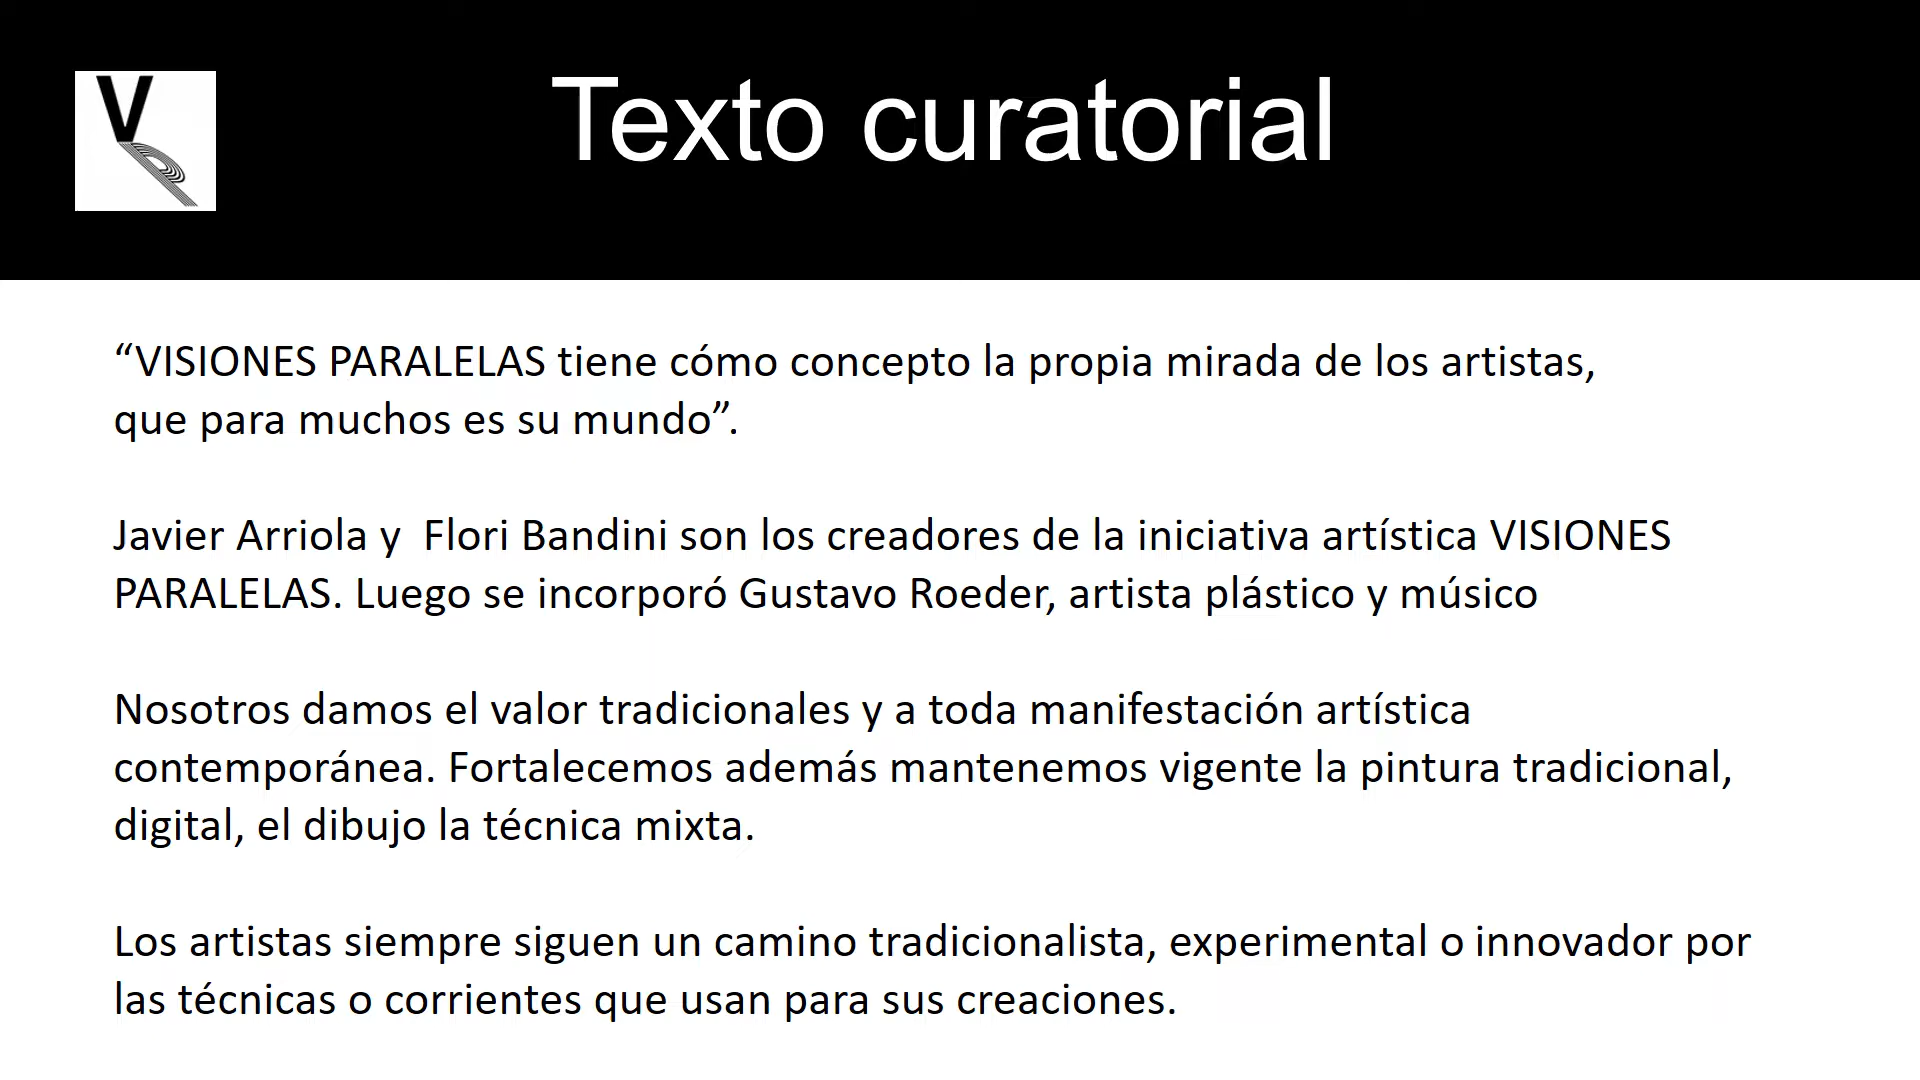 V
Texto curatorial
“VISIONES PARALELAS tiene cómo concepto la propia mirada de los artistas,
que para muchos es su mundo”.
Javier Arriola y  Flori Bandini son los creadores de la iniciativa artística VISIONES
PARALELAS. Luego se incorporó Gustavo Roeder, artista plástico y músico
Nosotros damos el valor tradicionales y a toda manifestación artística
contemporánea. Fortalecemos además mantenemos vigente la pintura tradicional,
digital, el dibujo la técnica mixta.
Los artistas siempre siguen un camino tradicionalista, experimental o innovador por
las técnicas o corrientes que usan para sus creaciones.